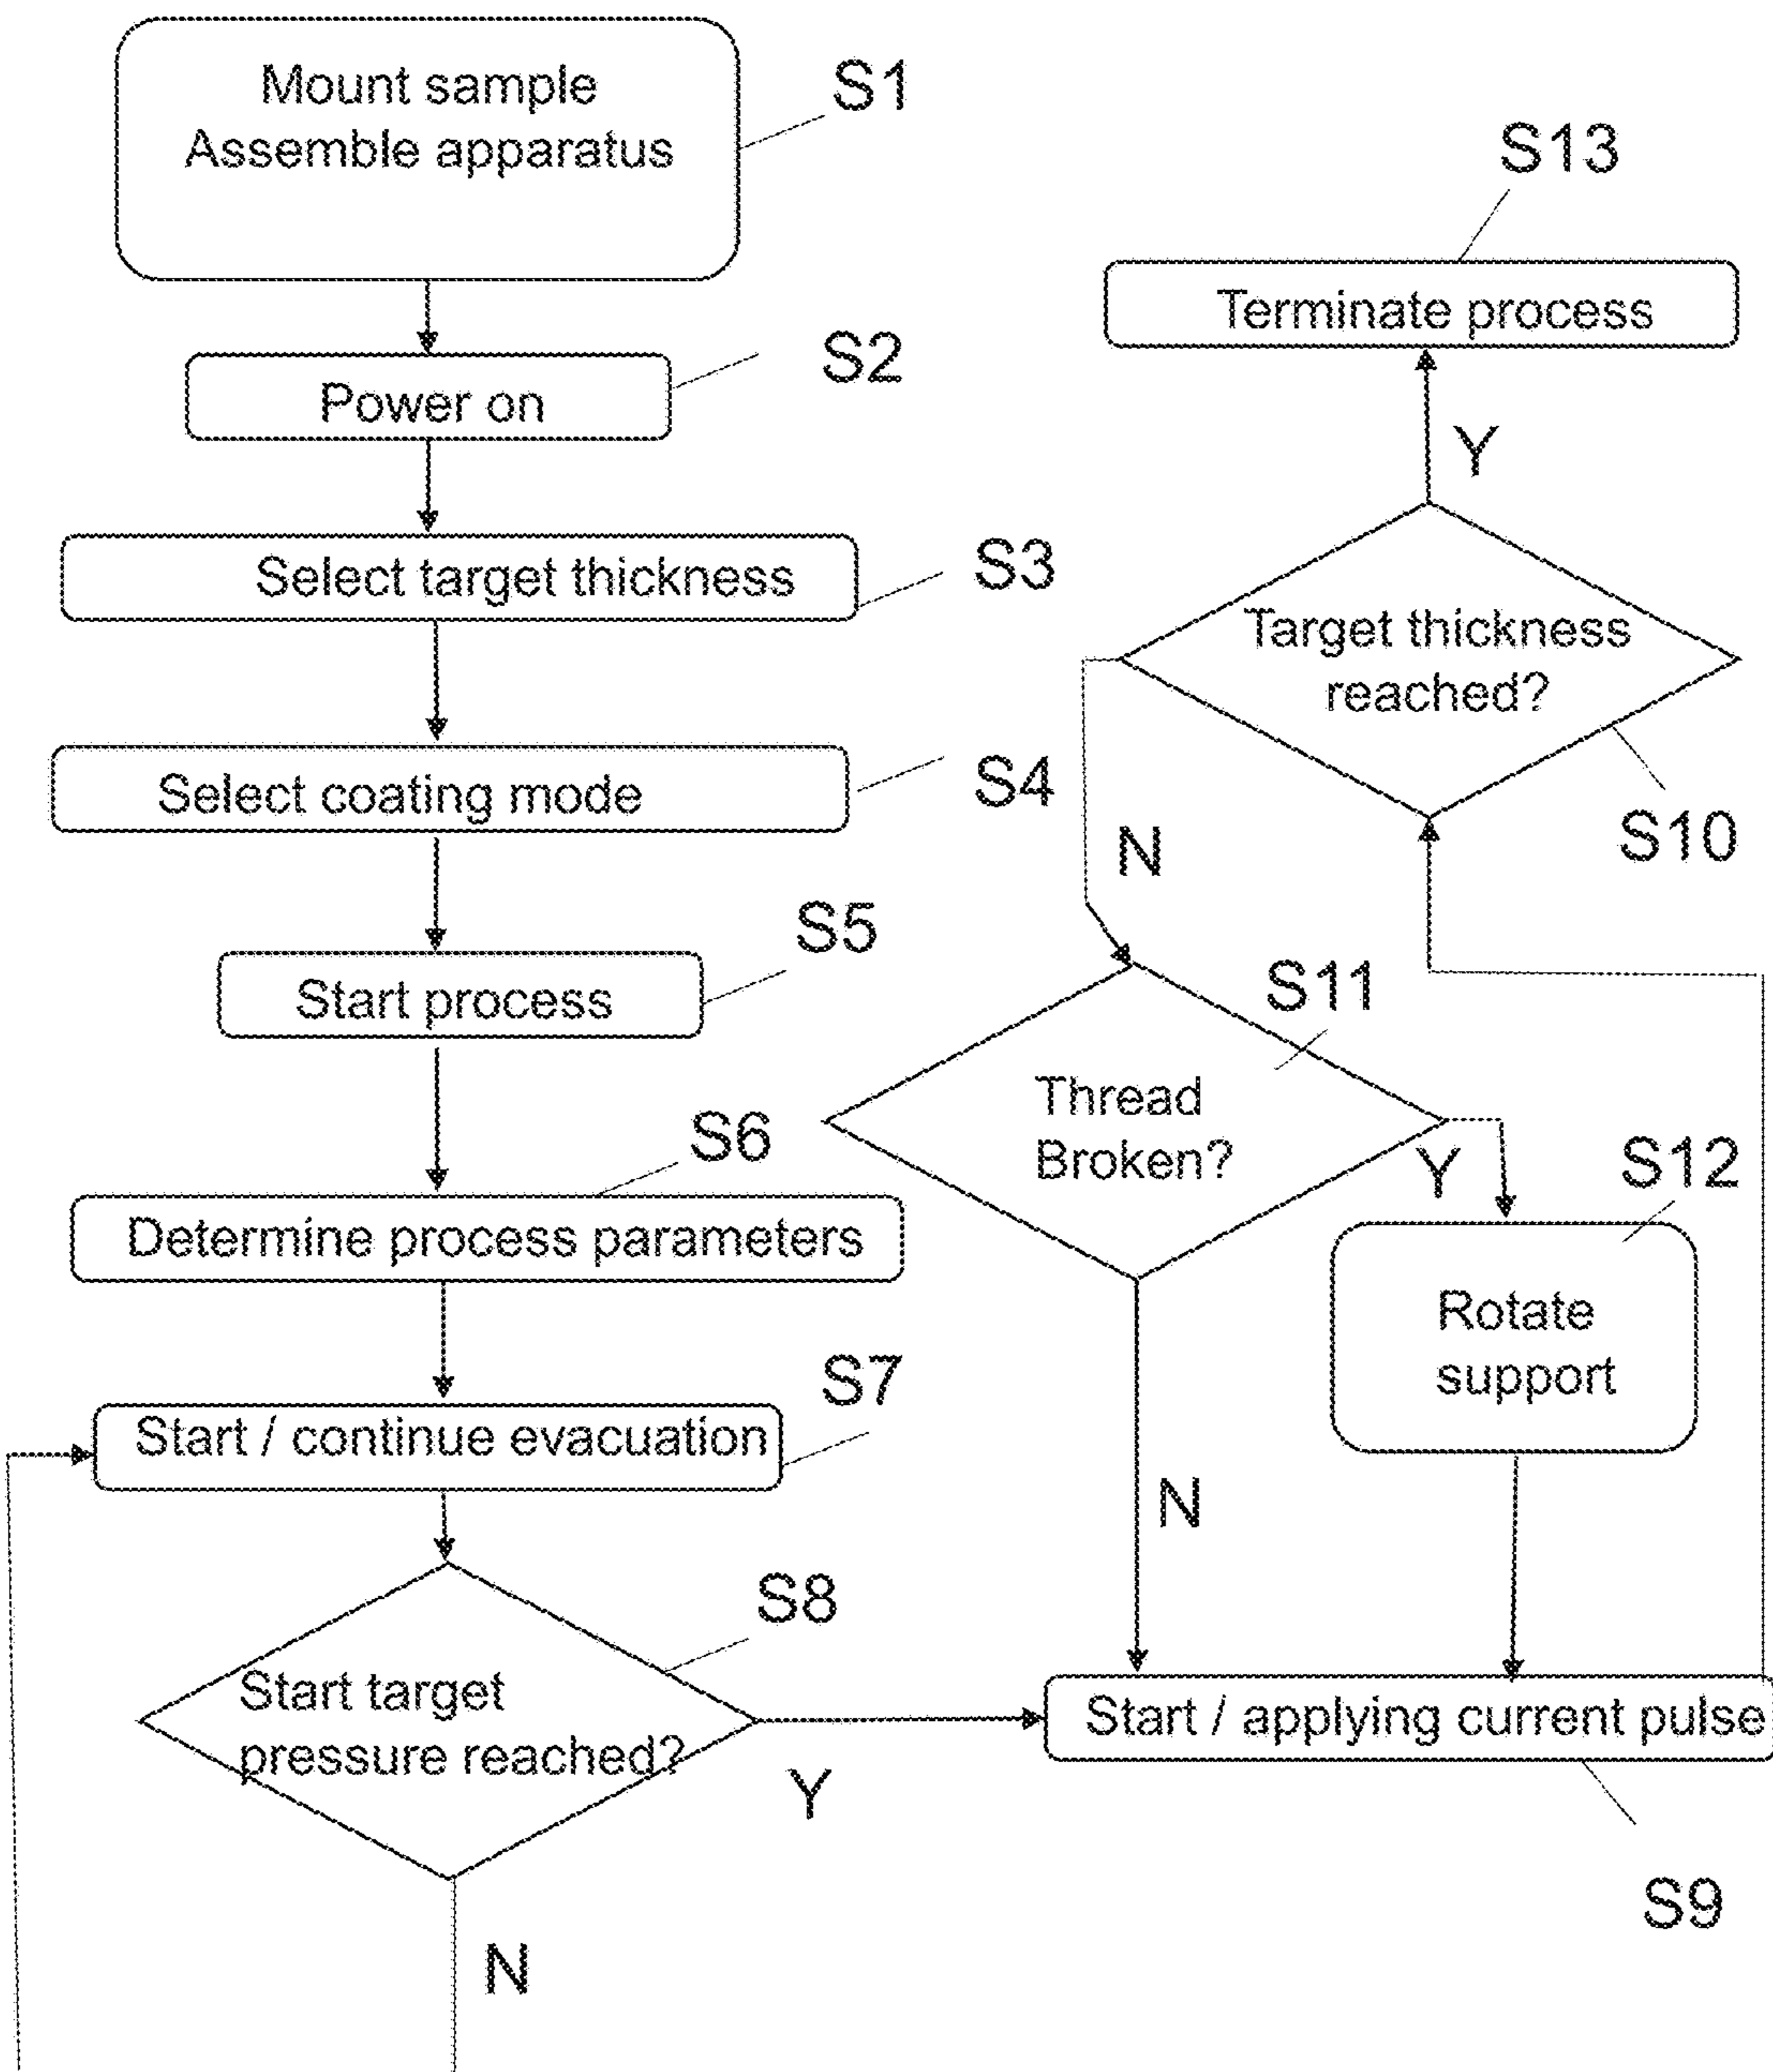 Mount sample
Assemble apparatus
S1
Power on
S2
Select target thickness
S3
Select coating mode
S4
Start process
S5
Determine process parameters
S6
Start / continue evacuation
S7
Start target
pressure reached?
S8
Y
N
S13
Terminate process
Y
Target thickness
reached?
S10
N
S11
Thread
Broken?
Y
S12
Rotate
support
N
Start / applying current pulse
S9